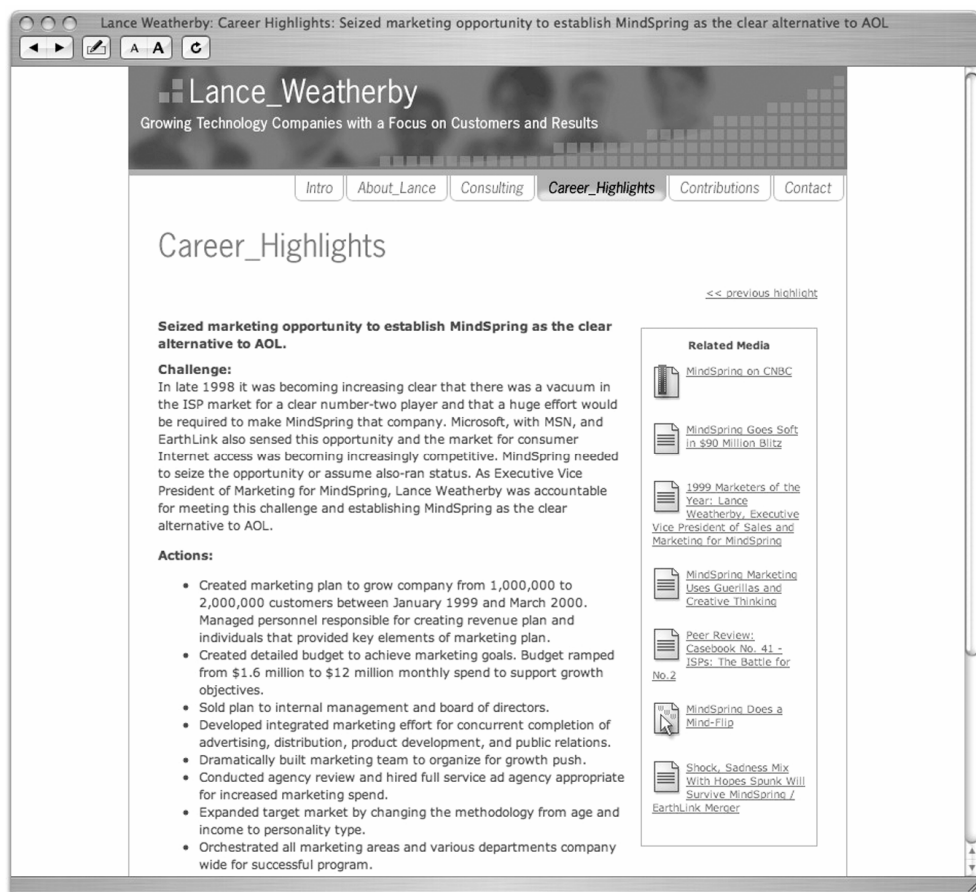 Lance Weatherby: Career Highlights: Seized marketing opportunity to establish MindSpring as the clear alternative to AOL
A A
Lance_Weatherby
Growing Technology Companies with a Focus on Customers and Results
Intro About_Lance Consulting Career_Highlights Contributions Contact
Career_Highlights
<< previous highlight
Seized marketing opportunity to establish MindSpring as the clear
alternative to AOL.
Challenge:
In late 1998 it was becoming increasing clear that there was a vacuum in
the ISP market for a clear number-two player and that a huge effort would
be required to make MindSpring that company. Microsoft, with MSN, and
EarthLink also sensed this opportunity and the market for consumer
Internet access was becoming increasingly competitive. MindSpring needed
to seize the opportunity or assume also-ran status. As Executive Vice
President of Marketing for MindSpring, Lance Weatherby was accountable
for meeting this challenge and establishing MindSpring as the clear
alternative to AOL.
Actions:
• Created marketing plan to grow company from 1,000,000 to
2,000,000 customers between January 1999 and March 2000.
Managed personnel responsible for creating revenue plan and
individuals that provided key elements of marketing plan.
• Created detailed budget to achieve marketing goals. Budget ramped
from $1.6 million to $12 million monthly spend to support growth
objectives.
• Sold plan to internal management and board of directors.
• Developed integrated marketing effort for concurrent completion of
advertising, distribution, product development, and public relations.
• Dramatically built marketing team to organize for growth push.
• Conducted agency review and hired full service ad agency appropriate
for increased marketing spend.
• Expanded target market by changing the methodology from age and
income to personality type.
• Orchestrated all marketing areas and various departments company
wide for successful program.
Related Media
MindSpring on CNBC
MindSpring Goes Soft
in $90 Million Blitz
1999 Marketers of the
Year: Lance
Weatherby, Executive
Vice President of Sales and
Marketing for MindSpring
MindSpring Marketing
Uses Guerillas and
Creative Thinking
Peer Review:
Casebook No. 41 -
ISPs: The Battle for
No.2
MindSpring Does a
Mind-Flip
Shock, Sadness Mix
With Hopes Spunk Will
Survive MindSpring /
EarthLink Merger